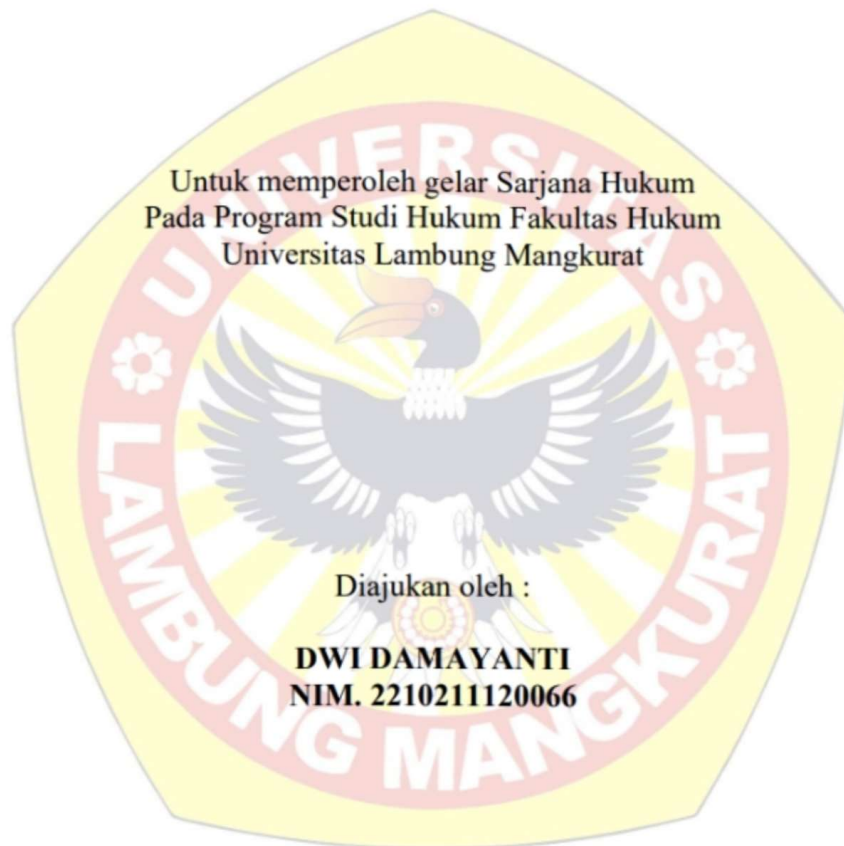 UNIVERSITAS
Untuk memperoleh gelar Sarjana Hukum
Pada Program Studi Hukum Fakultas Hukum
Universitas Lambung Mangkurat
Diajukan oleh :
DWI DAMAYANTI
NIM. 2210211120066
LAMBUNG MANGKURAT